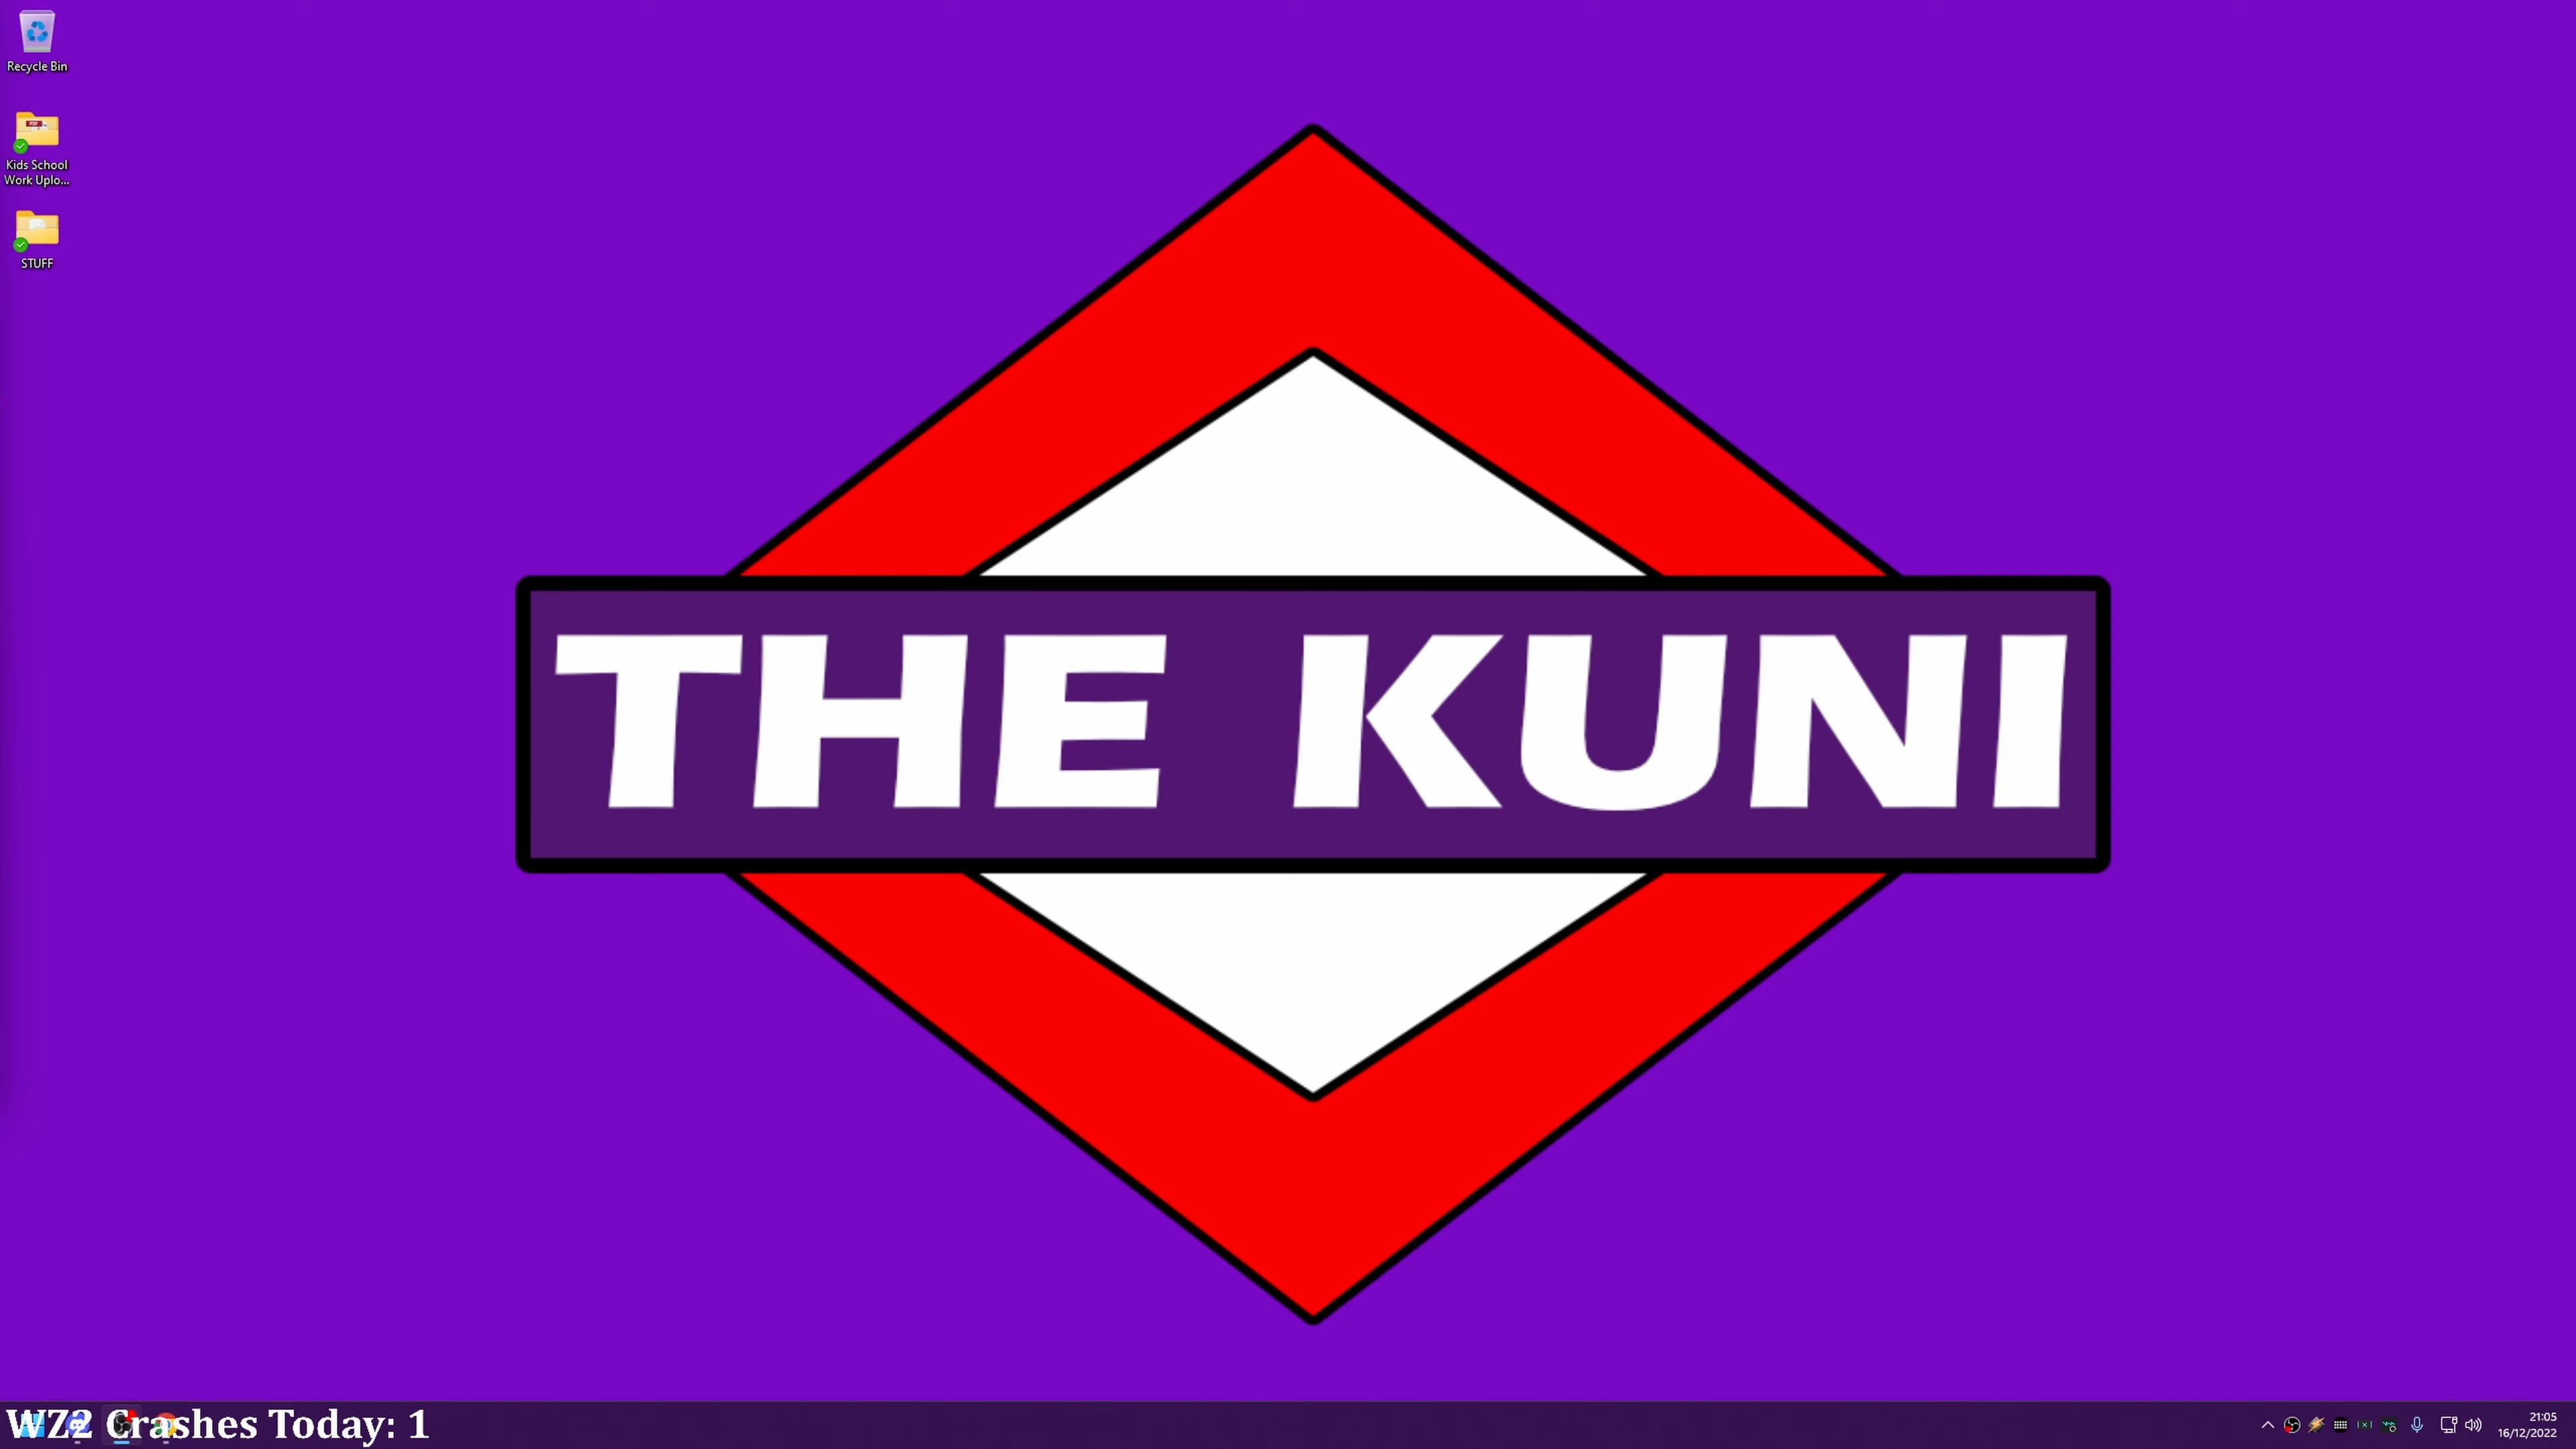 Recycle Bin
Kids School
Work Uplo...
STUFF
THE KUNI
WZ2 Crashes Today: 1
21:05
16/12/2022